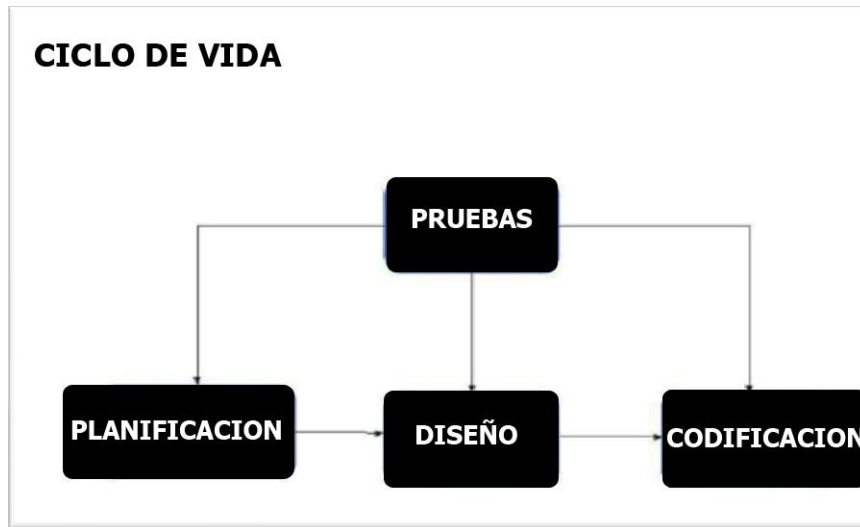 CICLO DE VIDA
PRUEBAS
PLANIFICACION
DISEÑO
CODIFICACION